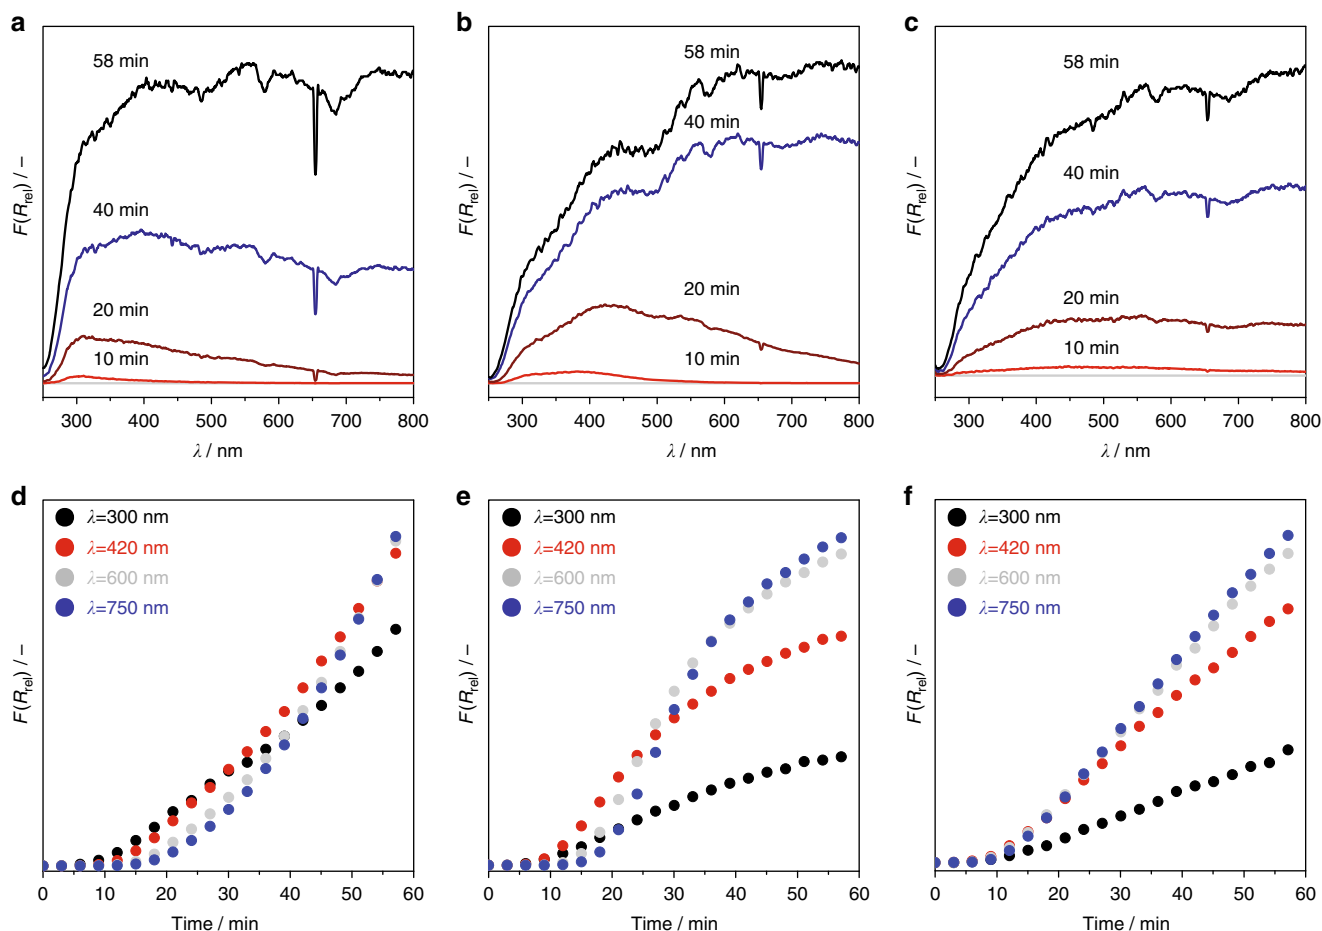 a
58 min
40 min
20 min
10 min
F(Rrel) / –
300 400 500 600 700 800
λ / nm
b
58 min
40 min
20 min
10 min
F(Rrel) / –
300 400 500 600 700 800
λ / nm
c
58 min
40 min
20 min
10 min
F(Rrel) / –
300 400 500 600 700 800
λ / nm
d
λ=300 nm
λ=420 nm
λ=600 nm
λ=750 nm
F(Rrel) / –
0 10 20 30 40 50 60
Time / min
e
λ=300 nm
λ=420 nm
λ=600 nm
λ=750 nm
F(Rrel) / –
0 10 20 30 40 50 60
Time / min
f
λ=300 nm
λ=420 nm
λ=600 nm
λ=750 nm
F(Rrel) / –
0 10 20 30 40 50 60
Time / min